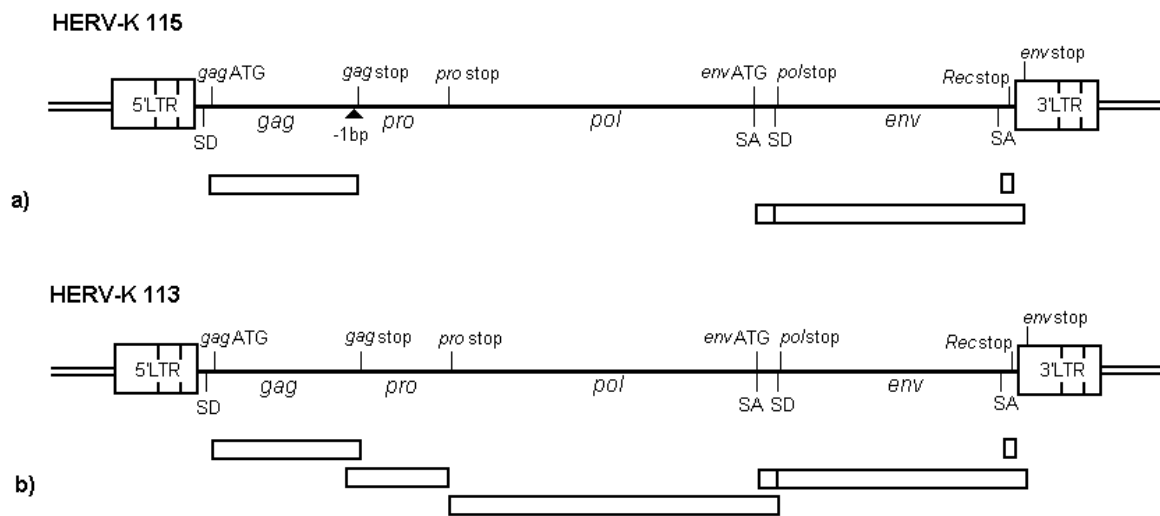 HERV-K 115
gag ATG gag stop pro stop env ATG pol stop Rec stop env stop
5'LTR 3'LTR
gag pro pol env
SD -1bp SA SD SA
a)
HERV-K 113
gag ATG gag stop pro stop env ATG pol stop Rec stop env stop
5'LTR 3'LTR
gag pro pol env
SD SA SD SA
b)